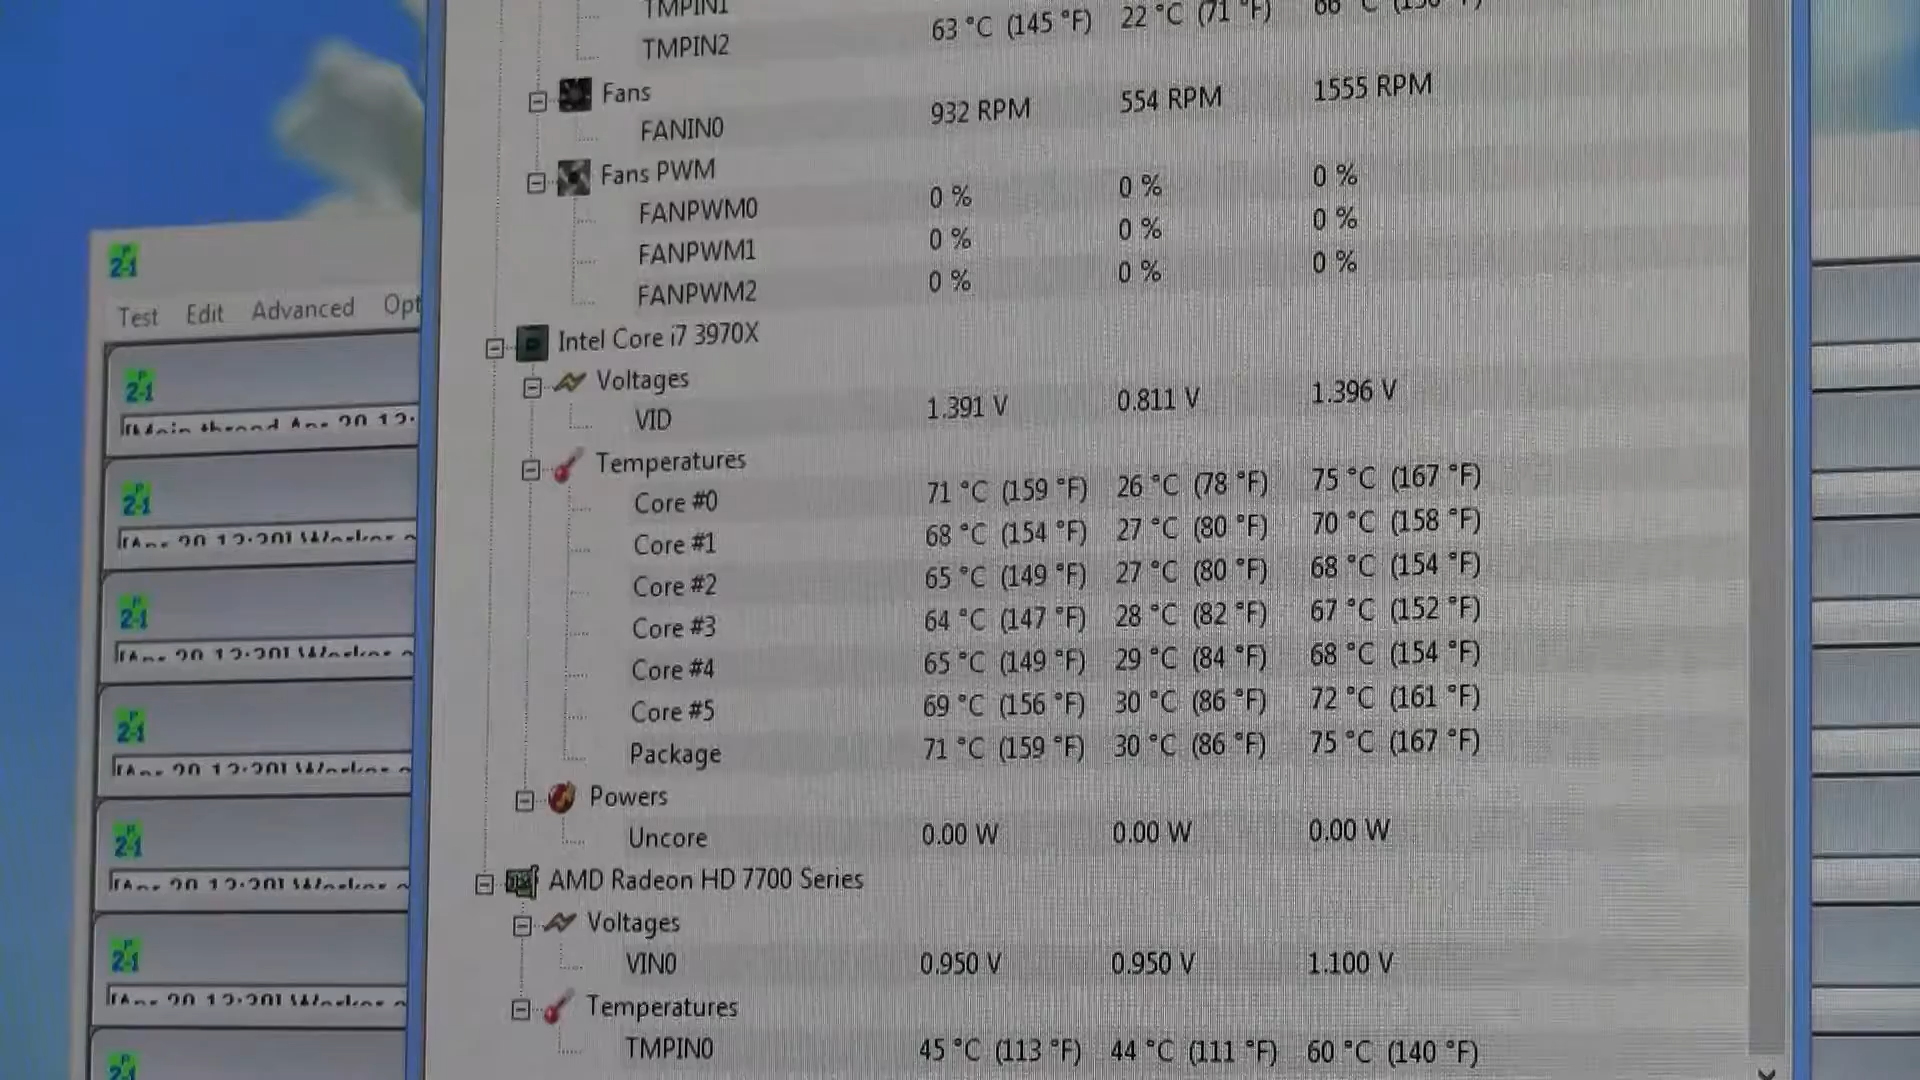 TMPIN1
TMPIN2 63 °C (145 °F) 22 °C (71 °F)
Fans
FANIN0 932 RPM 554 RPM 1555 RPM
Fans PWM
FANPWM0 0 % 0 % 0 %
FANPWM1 0 % 0 % 0 %
FANPWM2 0 % 0 % 0 %
Test Edit Advanced Opt
Intel Core i7 3970X
Voltages
VID 1.391 V 0.811 V 1.396 V
Temperatures
Core #0 71 °C (159 °F) 26 °C (78 °F) 75 °C (167 °F)
Core #1 68 °C (154 °F) 27 °C (80 °F) 70 °C (158 °F)
Core #2 65 °C (149 °F) 27 °C (80 °F) 68 °C (154 °F)
Core #3 64 °C (147 °F) 28 °C (82 °F) 67 °C (152 °F)
Core #4 65 °C (149 °F) 29 °C (84 °F) 68 °C (154 °F)
Core #5 69 °C (156 °F) 30 °C (86 °F) 72 °C (161 °F)
Package 71 °C (159 °F) 30 °C (86 °F) 75 °C (167 °F)
Powers
Uncore 0.00 W 0.00 W 0.00 W
AMD Radeon HD 7700 Series
Voltages
VIN0 0.950 V 0.950 V 1.100 V
Temperatures
TMPIN0 45 °C (113 °F) 44 °C (111 °F) 60 °C (140 °F)